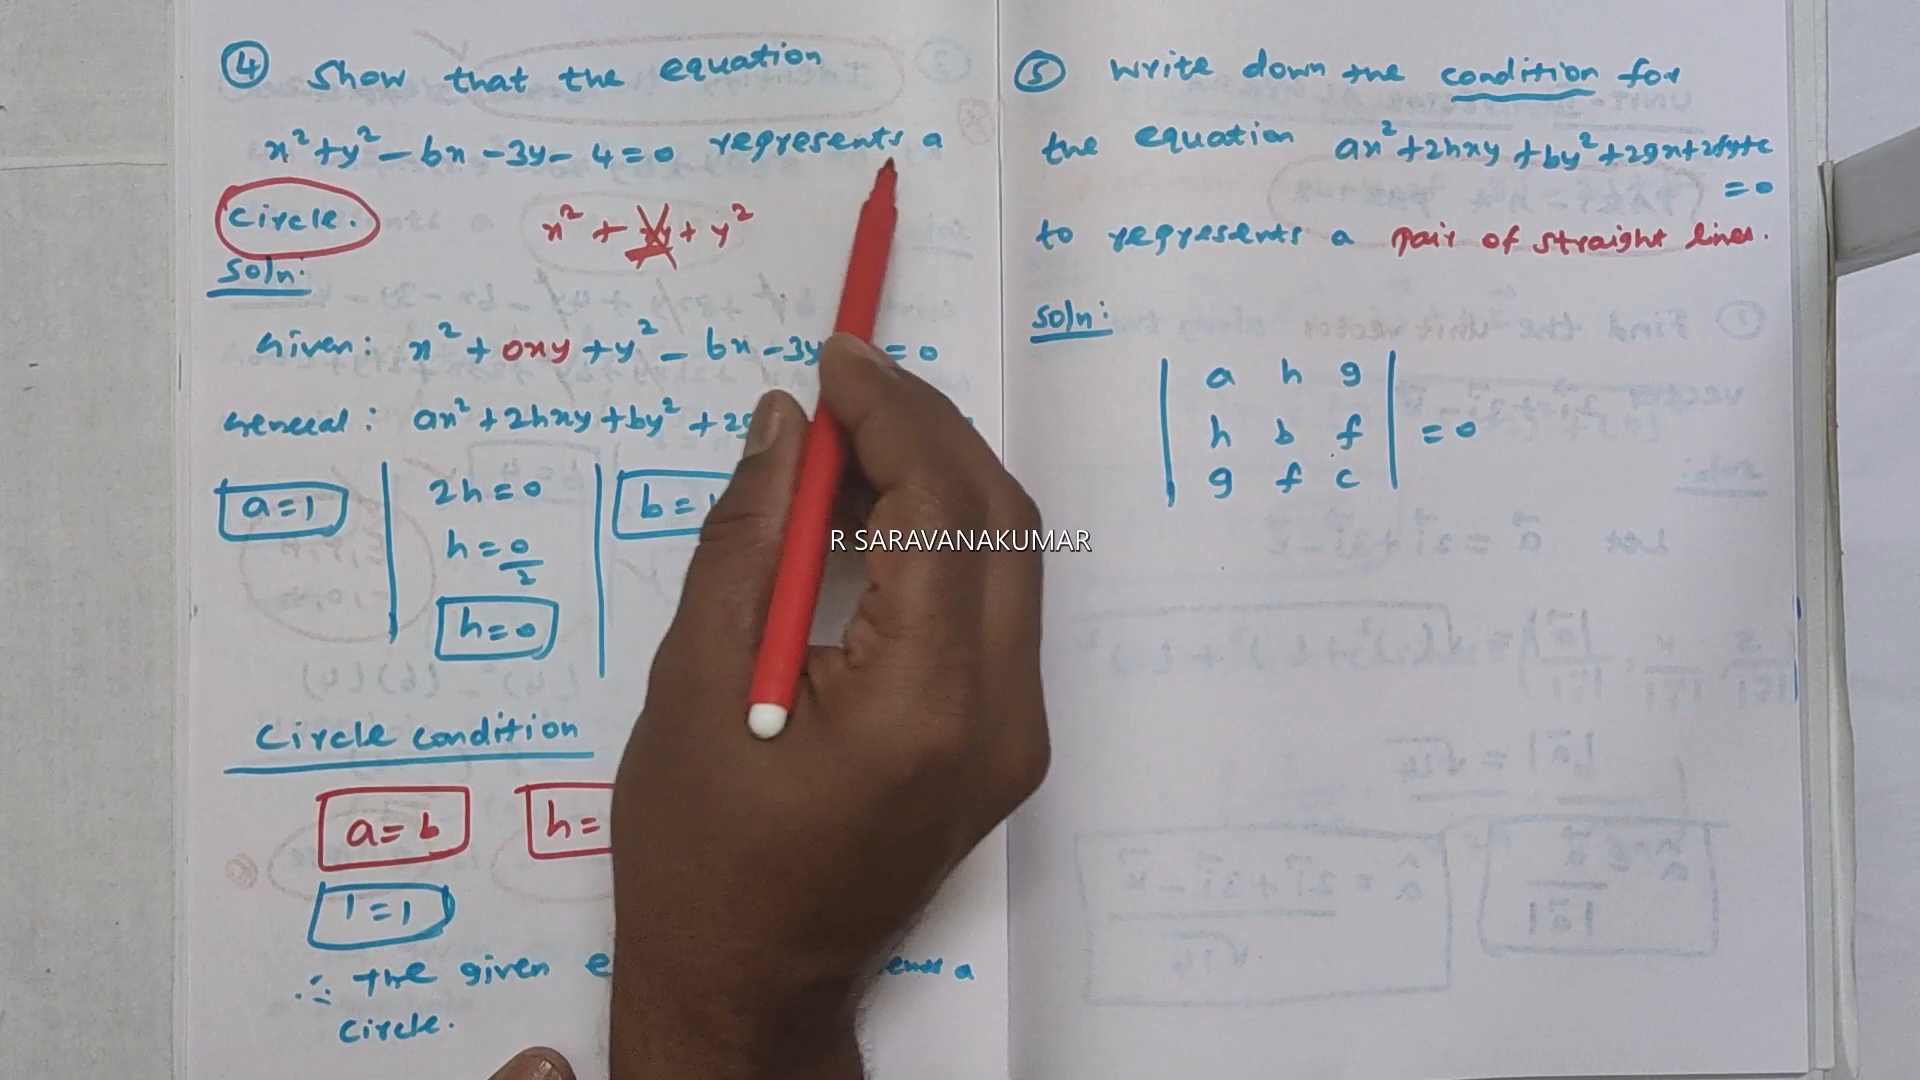 ④ Show that the equation
x² + y² - 6x - 3y - 4 = 0 represents a
circle.
x² + xy + y²
Soln:
Given: x² + 0xy + y² - 6x - 3y = 0
General: ax² + 2hxy + by² + 2g
a = 1
2h = 0
h = 0/2
h = 0
b = 1
Circle condition
a = b
h =
1 = 1
∴ The given a
circle.
⑤ Write down the condition for
the equation ax² + 2hxy + by² + 2gx + 2fy + c
= 0
to represents a pair of straight lines.
Soln:
| a h g |
| h b f | = 0
| g f c |
R SARAVANAKUMAR